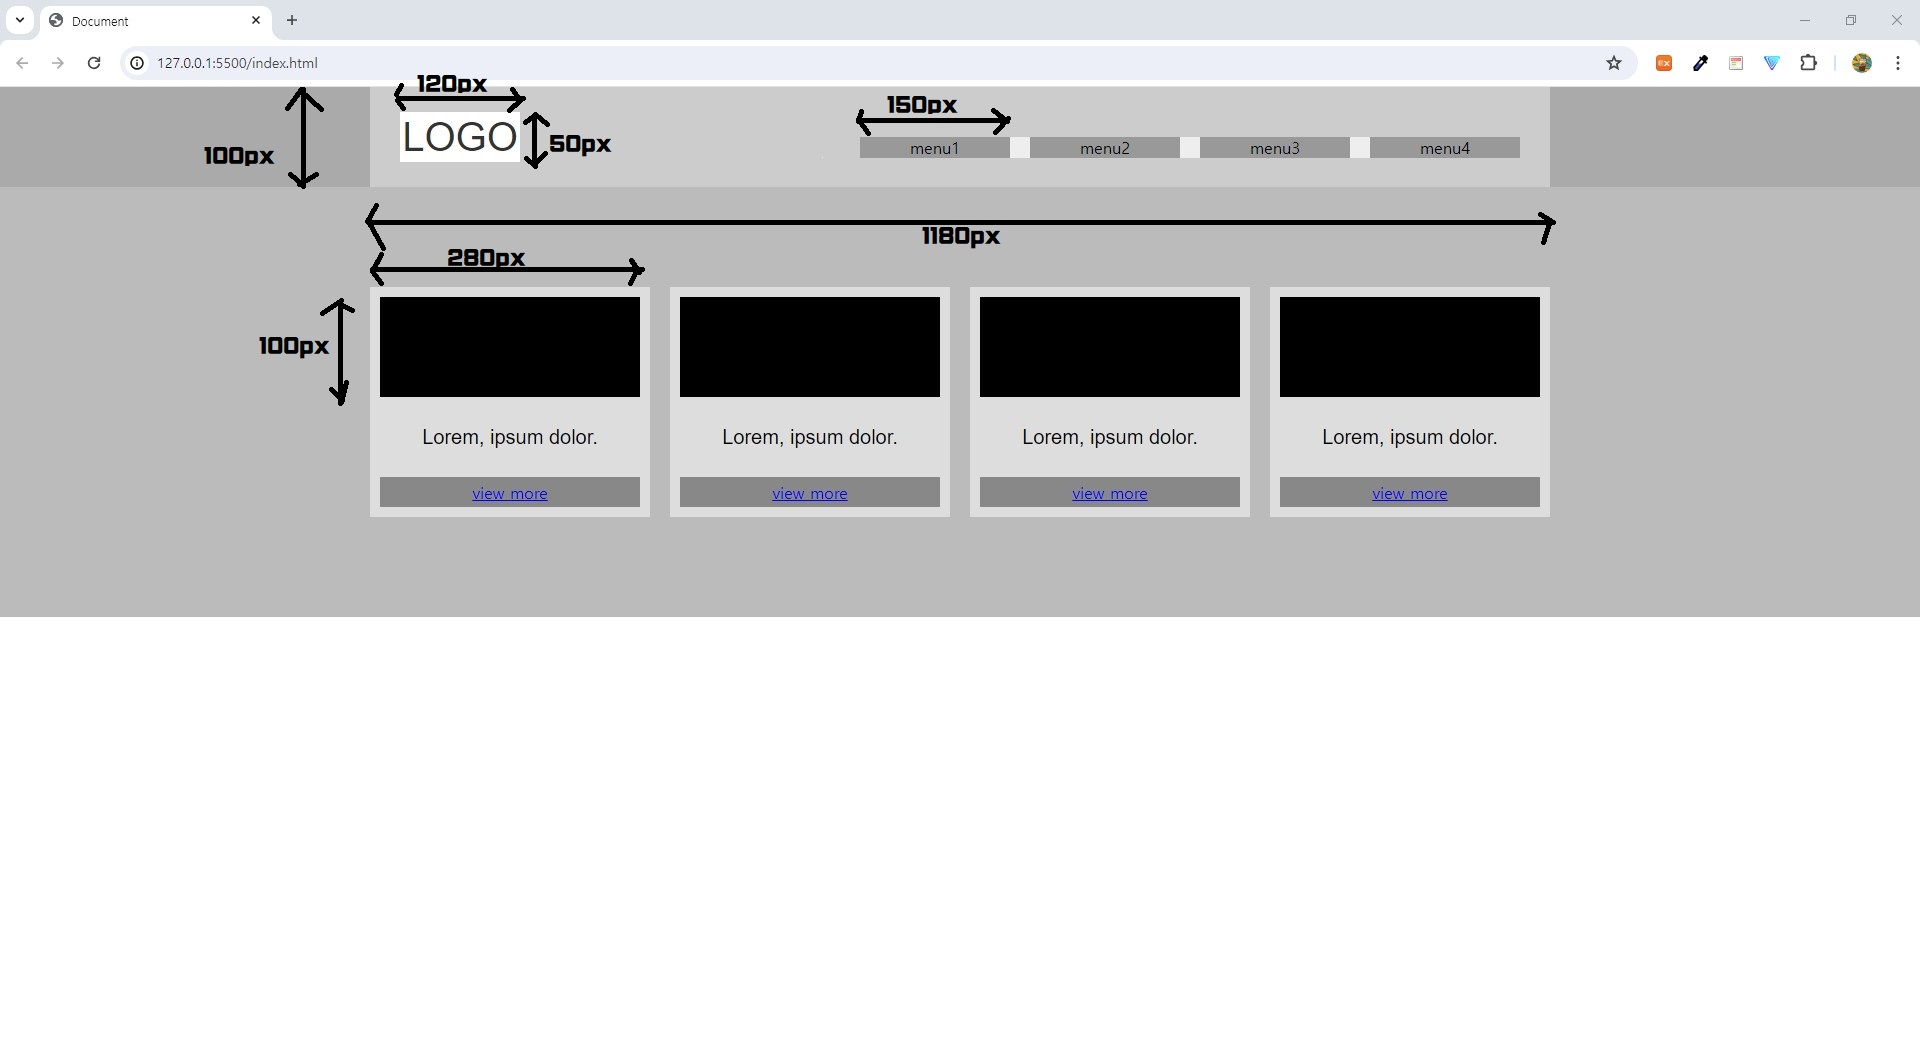 Document
127.0.0.1:5500/index.html
120px
150px
LOGO
50px
100px
menu1 menu2 menu3 menu4
1180px
280px
100px
Lorem, ipsum dolor. Lorem, ipsum dolor. Lorem, ipsum dolor. Lorem, ipsum dolor.
view more view more view more view more